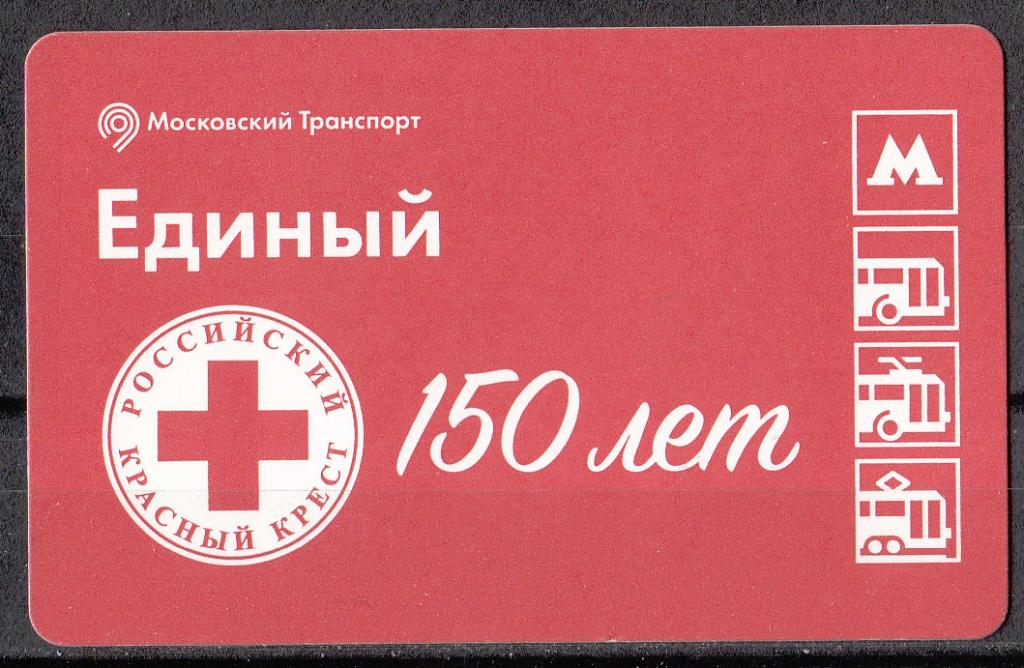 Московский Транспорт
Единый
РОССИЙСКИЙ
КРАСНЫЙ КРЕСТ
150 лет
М